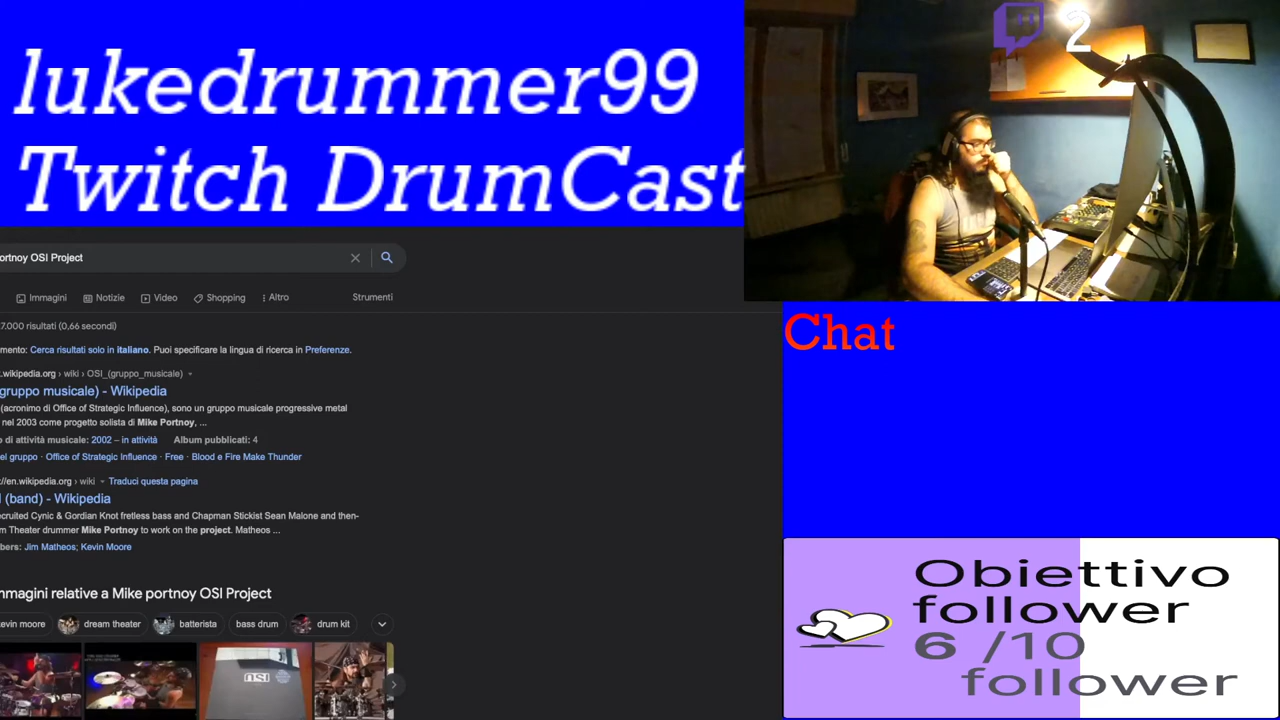 lukedrummer99
Twitch DrumCast
2
ortnoy OSI Project
Immagini
Notizie
Video
Shopping
Altro
Strumenti
7.000 risultati (0,66 secondi)
mento: Cerca risultati solo in italiano. Puoi specificare la lingua di ricerca in Preferenze.
.wikipedia.org › wiki › OSI_(gruppo_musicale)
gruppo musicale) - Wikipedia
(acronimo di Office of Strategic Influence), sono un gruppo musicale progressive metal
nel 2003 come progetto solista di Mike Portnoy, ...
o di attività musicale: 2002 – in attività Album pubblicati: 4
el gruppo · Office of Strategic Influence · Free · Blood e Fire Make Thunder
//en.wikipedia.org › wiki Traduci questa pagina
I (band) - Wikipedia
ecruited Cynic & Gordian Knot fretless bass and Chapman Stickist Sean Malone and then-
m Theater drummer Mike Portnoy to work on the project. Matheos ...
bers: Jim Matheos; Kevin Moore
mmagini relative a Mike portnoy OSI Project
evin moore
dream theater
batterista
bass drum
drum kit
OSI
Chat
Obiettivo
follower
6 /10
follower